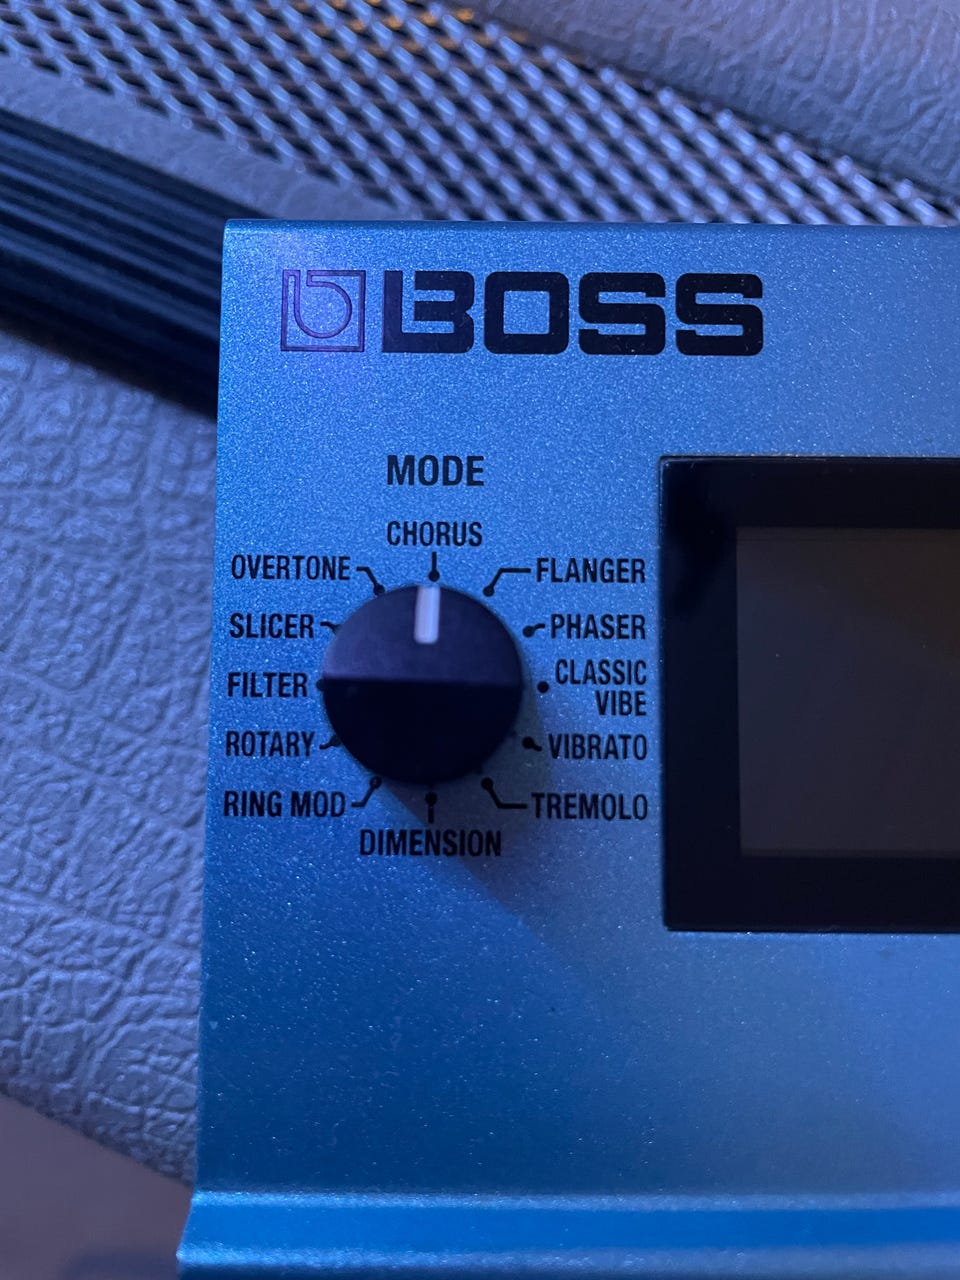 BOSS
MODE
CHORUS
FLANGER
PHASER
CLASSIC
VIBE
VIBRATO
TREMOLO
DIMENSION
RING MOD
ROTARY
FILTER
SLICER
OVERTONE